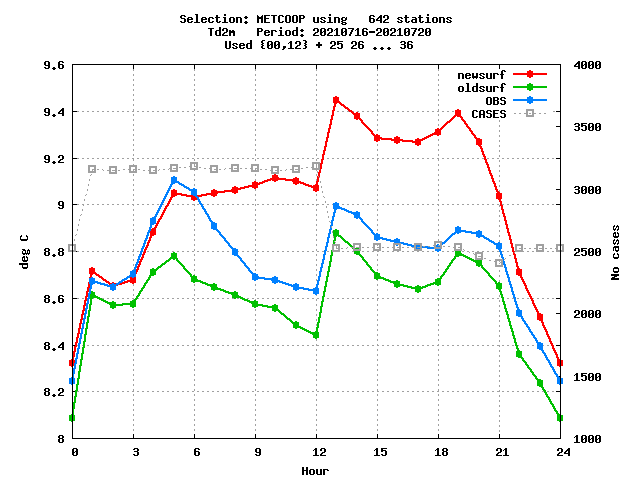 Selection: METCOOP using 642 stations
Td2m Period: 20210716-20210720
Used {00,12} + 25 26 ... 36
9.6
9.4
9.2
9
8.8
8.6
8.4
8.2
8
deg C
newsurf
oldsurf
OBS
CASES
4000
3500
3000
2500
2000
1500
1000
No cases
0 3 6 9 12 15 18 21 24
Hour